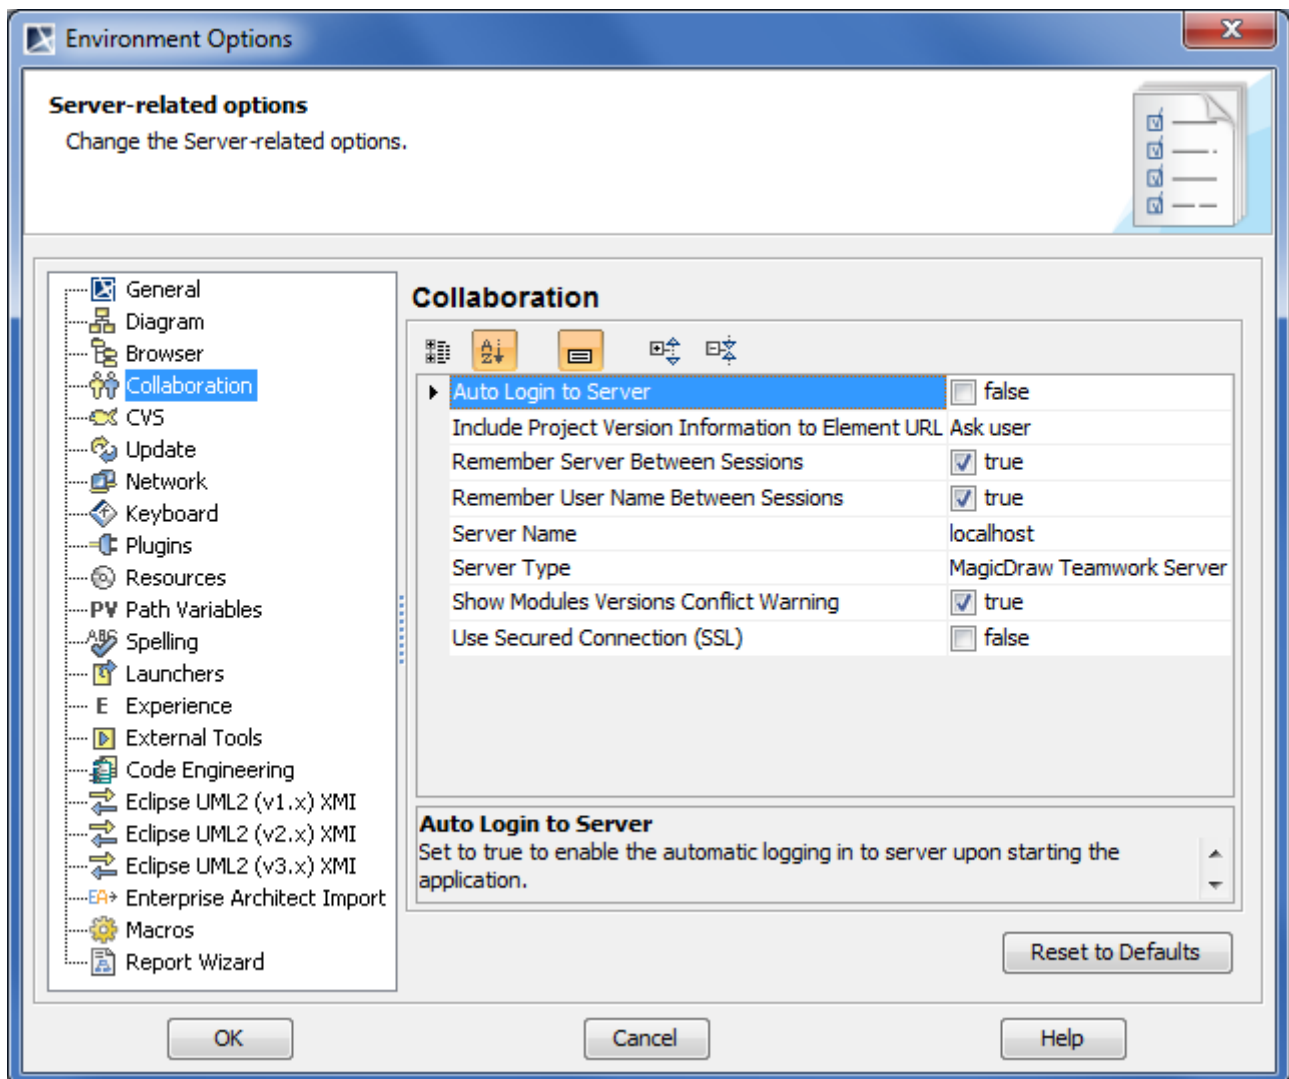 Environment Options
Server-related options
Change the Server-related options.
General
Diagram
Browser
Collaboration
CVS
Update
Network
Keyboard
Plugins
Resources
PV Path Variables
ABC Spelling
Launchers
E Experience
External Tools
Code Engineering
Eclipse UML2 (v1.x) XMI
Eclipse UML2 (v2.x) XMI
Eclipse UML2 (v3.x) XMI
EA Enterprise Architect Import
Macros
Report Wizard
Collaboration
A
Z
Auto Login to Server false
Include Project Version Information to Element URL Ask user
Remember Server Between Sessions true
Remember User Name Between Sessions true
Server Name localhost
Server Type MagicDraw Teamwork Server
Show Modules Versions Conflict Warning true
Use Secured Connection (SSL) false
Auto Login to Server
Set to true to enable the automatic logging in to server upon starting the
application.
Reset to Defaults
OK Cancel Help